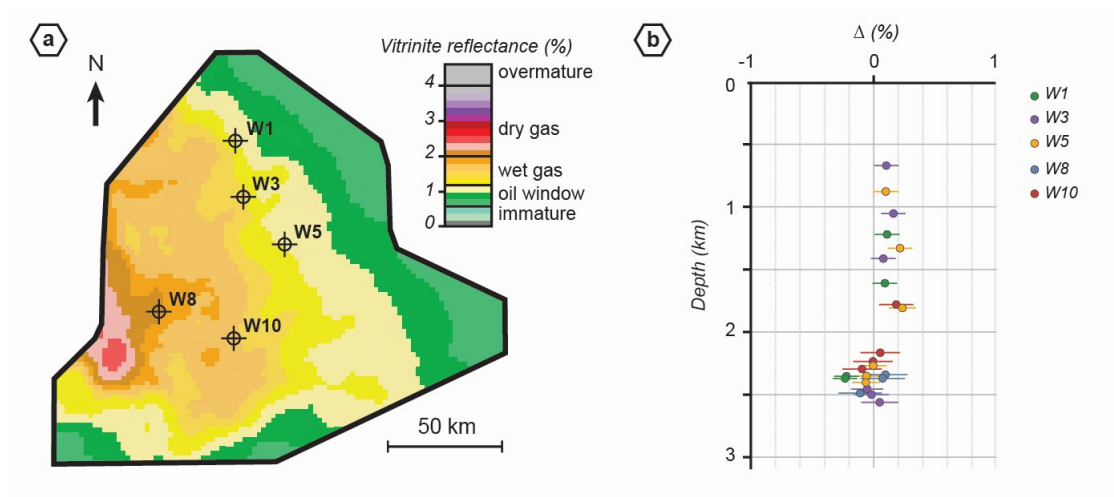 a
N
Vitrinite reflectance (%)
4
overmature
3
dry gas
2
wet gas
1
oil window
immature
0
W1
W3
W5
W8
W10
50 km
b
Δ (%)
-1 0 1
0
1
2
3
Depth (km)
W1
W3
W5
W8
W10